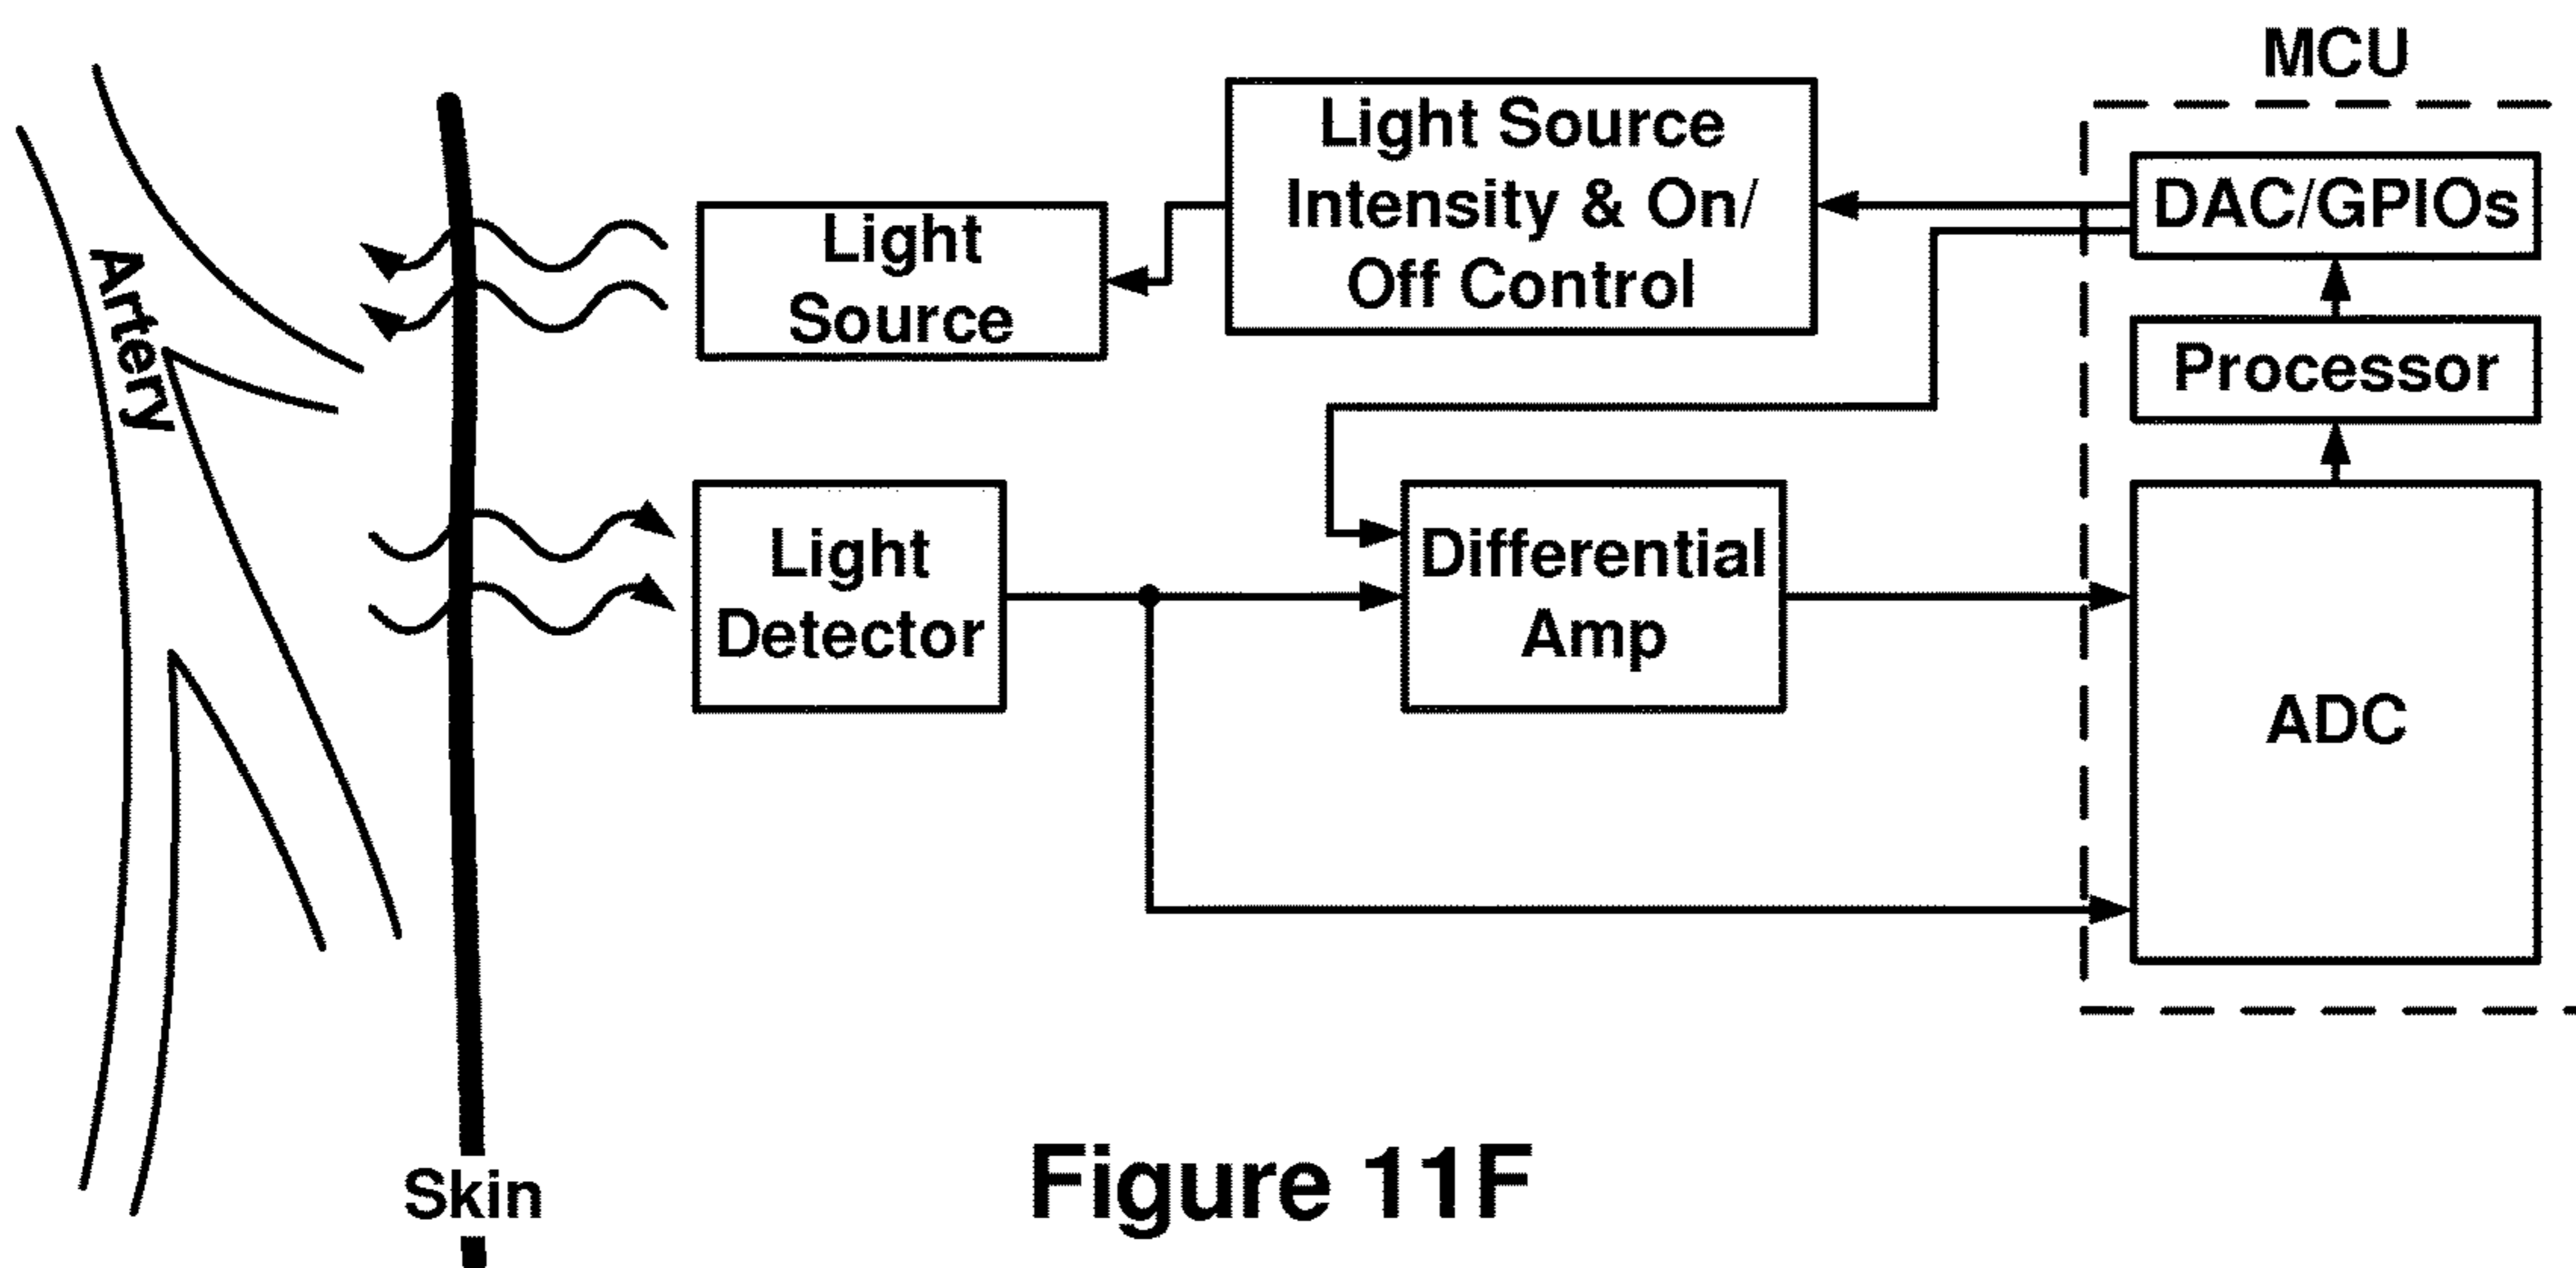 MCU
Light Source
Intensity & On/
Off Control
DAC/GPIOs
Light
Source
Artery
Processor
Light
Detector
Differential
Amp
ADC
Skin
Figure 11F